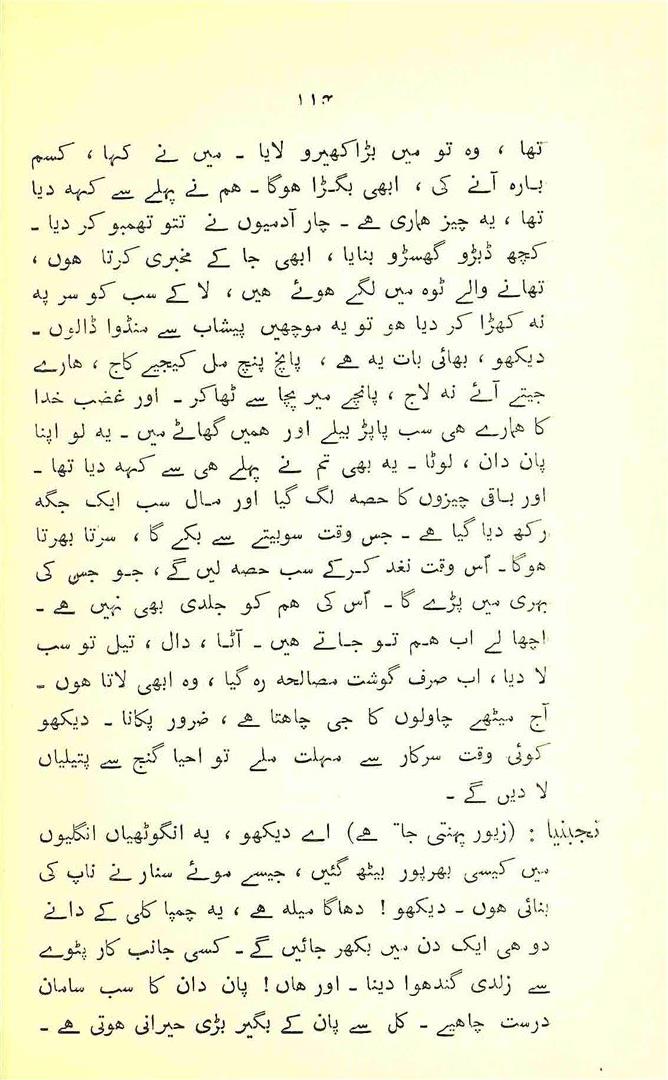 ۱۱۴
تھا ، وہ تو میں بڑا کھیرو لایا ۔ میں نے کہا ، کسم
بارہ آنے کی ، ابھی بگڑا ہوگا ۔ ہم نے پہلے سے کہہ دیا
تھا ، یہ چیز ہماری ہے ۔ چار آدمیوں نے تتو تھمبو کر دیا ۔
کچھ ڈبڑو گھسڑو بنایا ، ابھی جا کے مخبری کرتا ہوں ،
تھانے والے ٹوہ میں لگے ہوئے ہیں ، لا کے سب کو سر پہ
نہ کھڑا کر دیا ہو تو یہ موچھیں پیشاب سے منڈوا ڈالوں ۔
دیکھو ، بھائی بات یہ ہے ، پانچ پنچ مل کیجیے کاج ، ہارے
جیتے آئے نہ لاج ، پانچے میر پچا سے ٹھاکر ۔ اور غضب خدا
کا ہمارے ہی سب پاپڑ بیلے اور ہمیں گھاٹے میں ۔ یہ لو اپنا
پان دان ، لوٹا ۔ یہ بھی تم نے پہلے ہی سے کہہ دیا تھا ۔
اور باقی چیزوں کا حصہ لگ گیا اور مال سب ایک جگہ
رکھ دیا گیا ہے ۔ جس وقت سوبیتے سے بکے گا ، سرتا بھرتا
ہوگا ۔ اُس وقت نغد کرکے سب حصہ لیں گے ، جو جس کی
بہری میں پڑے گا ۔ اُس کی ہم کو جلدی بھی نہیں ہے ۔
اچھا لے اب ہم تو جاتے ہیں ۔ آٹا ، دال ، تیل تو سب
لا دیا ، اب صرف گوشت مصالحہ رہ گیا ، وہ ابھی لاتا ہوں ۔
آج میٹھے چاولوں کا جی چاہتا ہے ، ضرور پکانا ۔ دیکھو
کوئی وقت سرکار سے مہلت ملے تو احیا گنج سے پتیلیاں
لا دیں گے ۔
نجبنیا : (زیور پہنتی جاتی ہے) اے دیکھو ، یہ انگوٹھیاں انگلیوں
میں کیسی بھرپور بیٹھ گئیں ، جیسے موئے سنار نے ناپ کی
بنائی ہوں ۔ دیکھو ! دھاگا میلہ ہے ، یہ چمپا کلی کے دانے
دو ہی ایک دن میں بکھر جائیں گے ۔ کسی جانب کار پٹوے
سے زلدی گندھوا دینا ۔ اور ہاں ! پان دان کا سب سامان
درست چاہیے ۔ کل سے پان کے بگیر بڑی حیرانی ہوتی ہے ۔